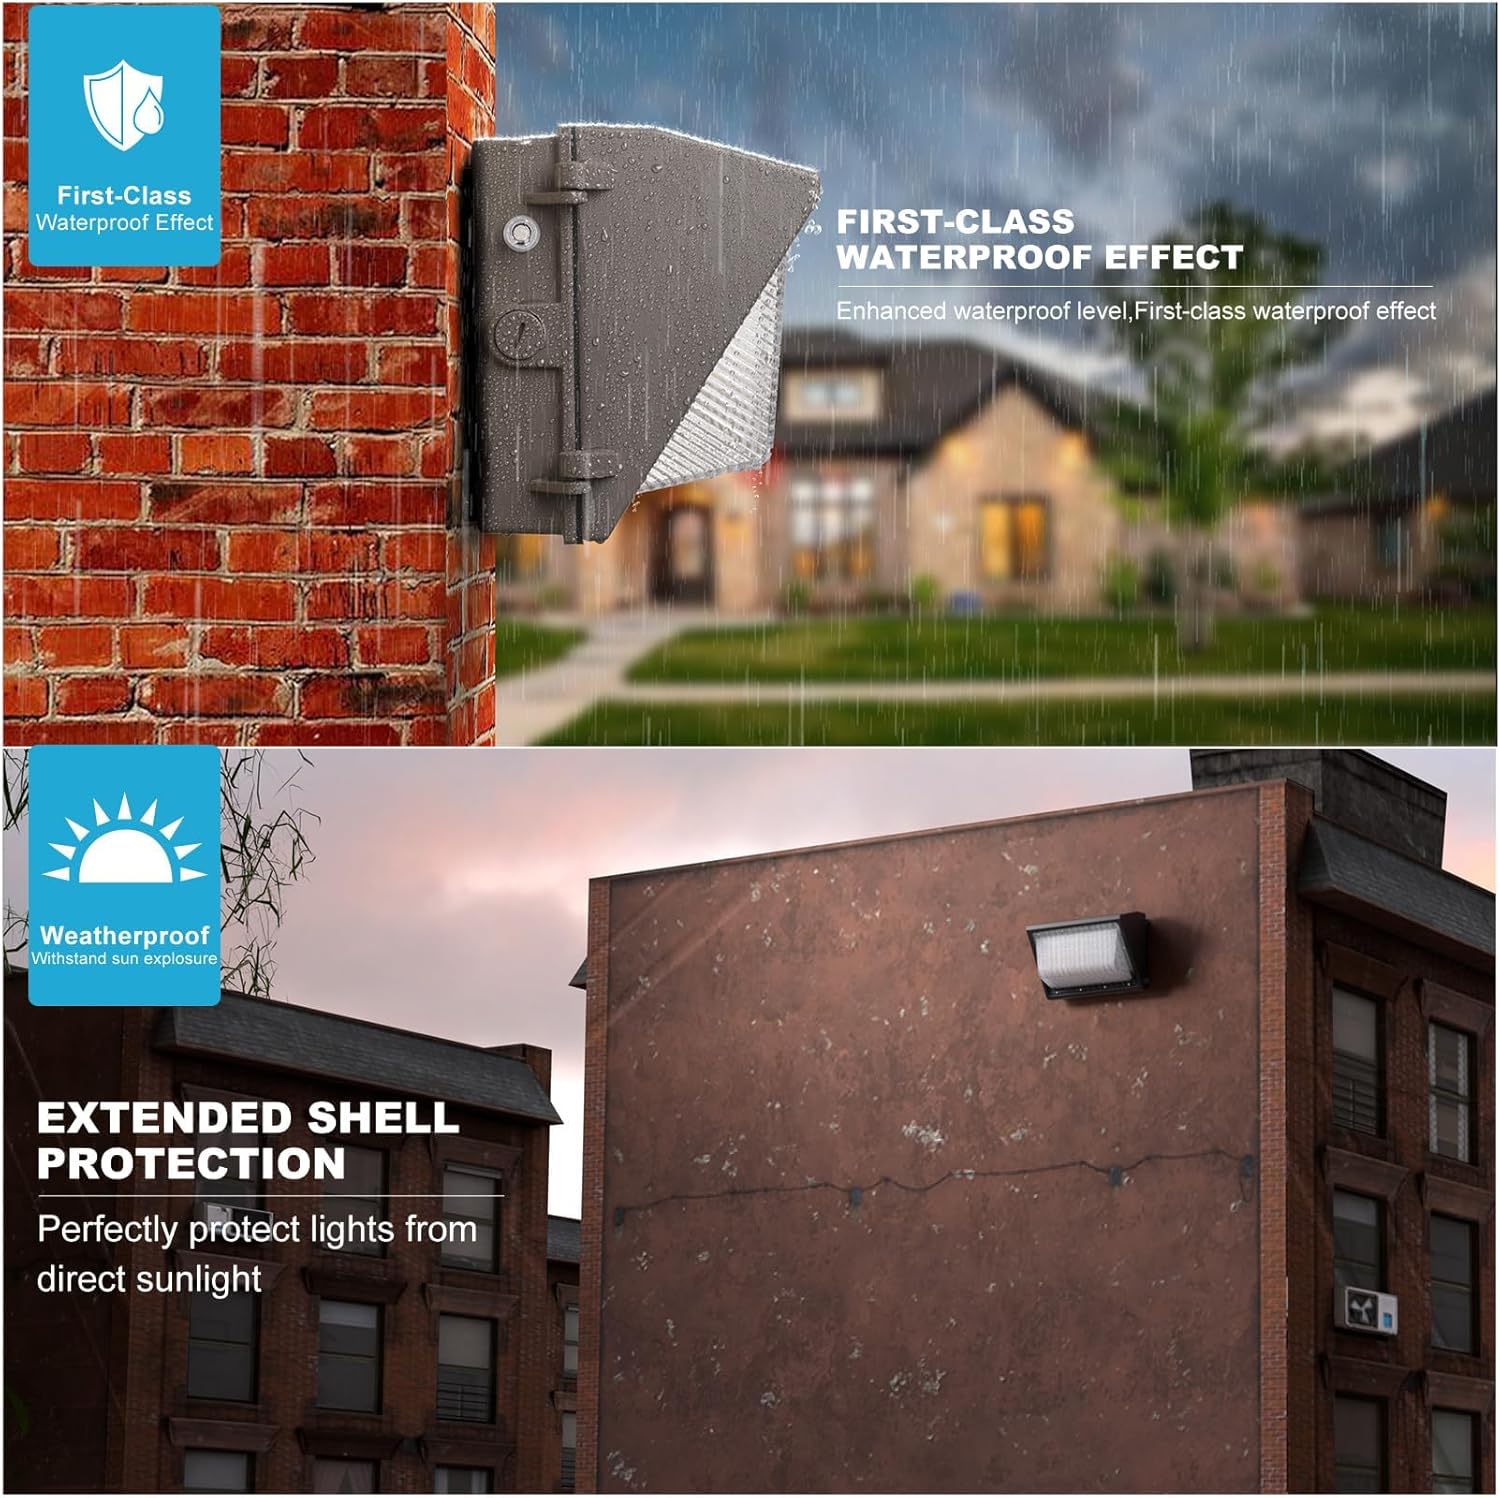 First-Class
Waterproof Effect
FIRST-CLASS
WATERPROOF EFFECT
Enhanced waterproof level,First-class waterproof effect
Weatherproof
Withstand sun explosure
EXTENDED SHELL
PROTECTION
Perfectly protect lights from
direct sunlight